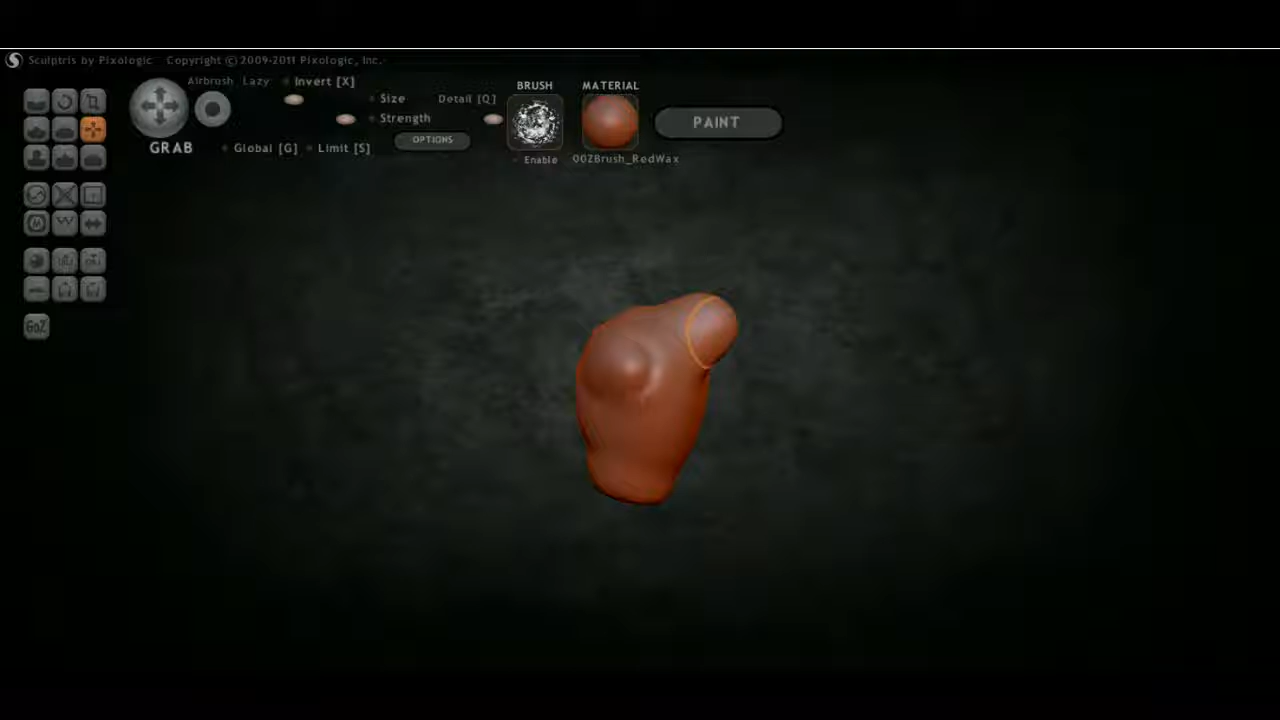 Sculptris by Pixologic Copyright © 2009-2011 Pixologic, Inc.
Airbrush Lazy Invert [X]
BRUSH MATERIAL
Size Detail [Q]
Strength
PAINT
OPTIONS
GRAB Global [G] Limit [S]
Enable 00ZBrush_RedWax
GoZ